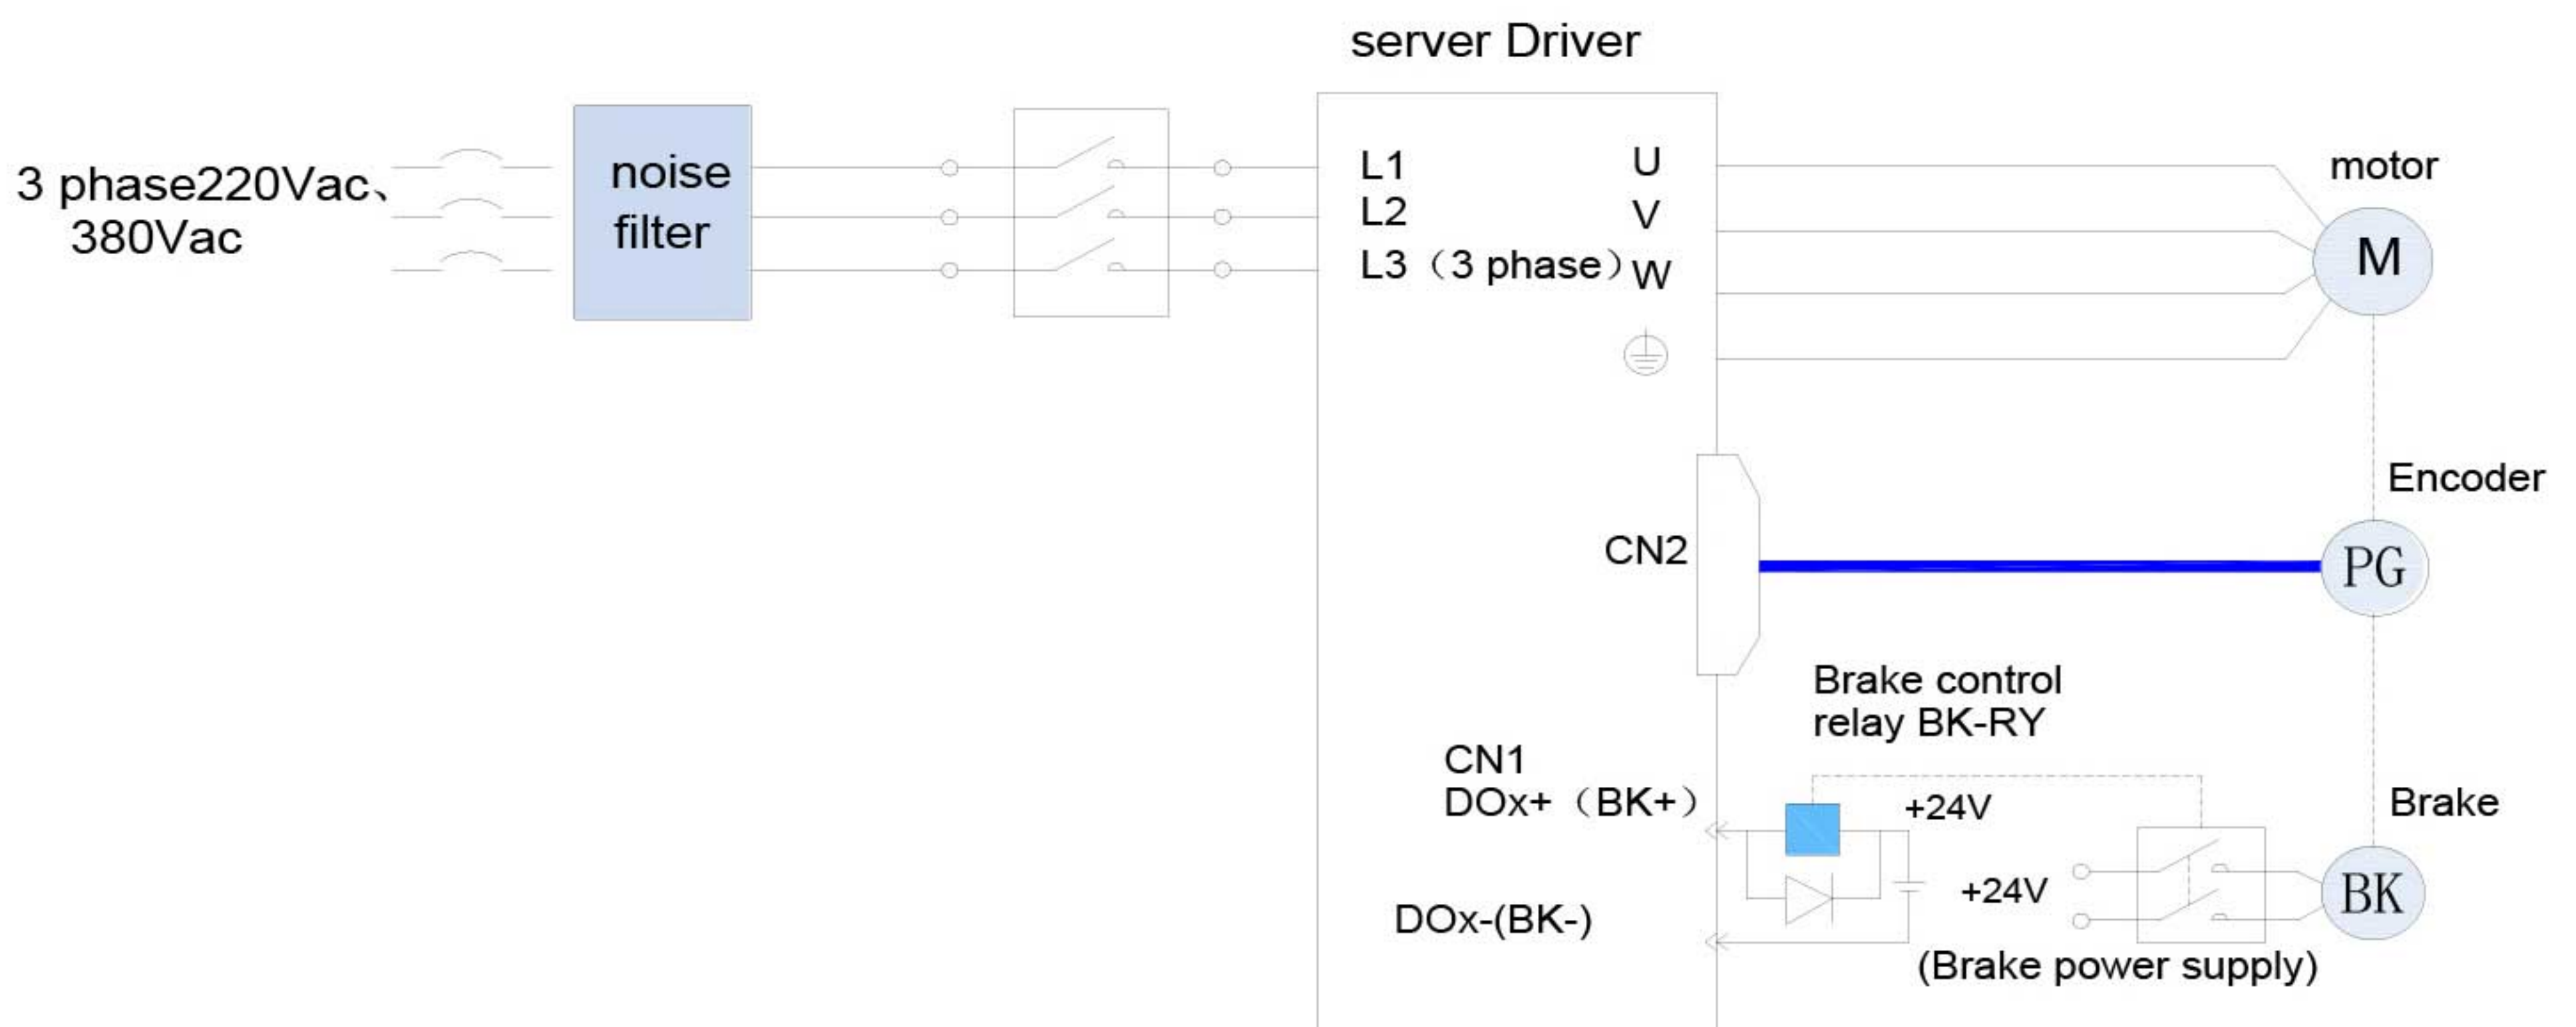 server Driver
3 phase220Vac、
380Vac
noise
filter
L1
L2
L3（3 phase）
U
V
W
motor
M
Encoder
CN2
PG
Brake control
relay BK-RY
CN1
DOx+（BK+）
+24V
Brake
DOx-(BK-)
+24V
BK
(Brake power supply)